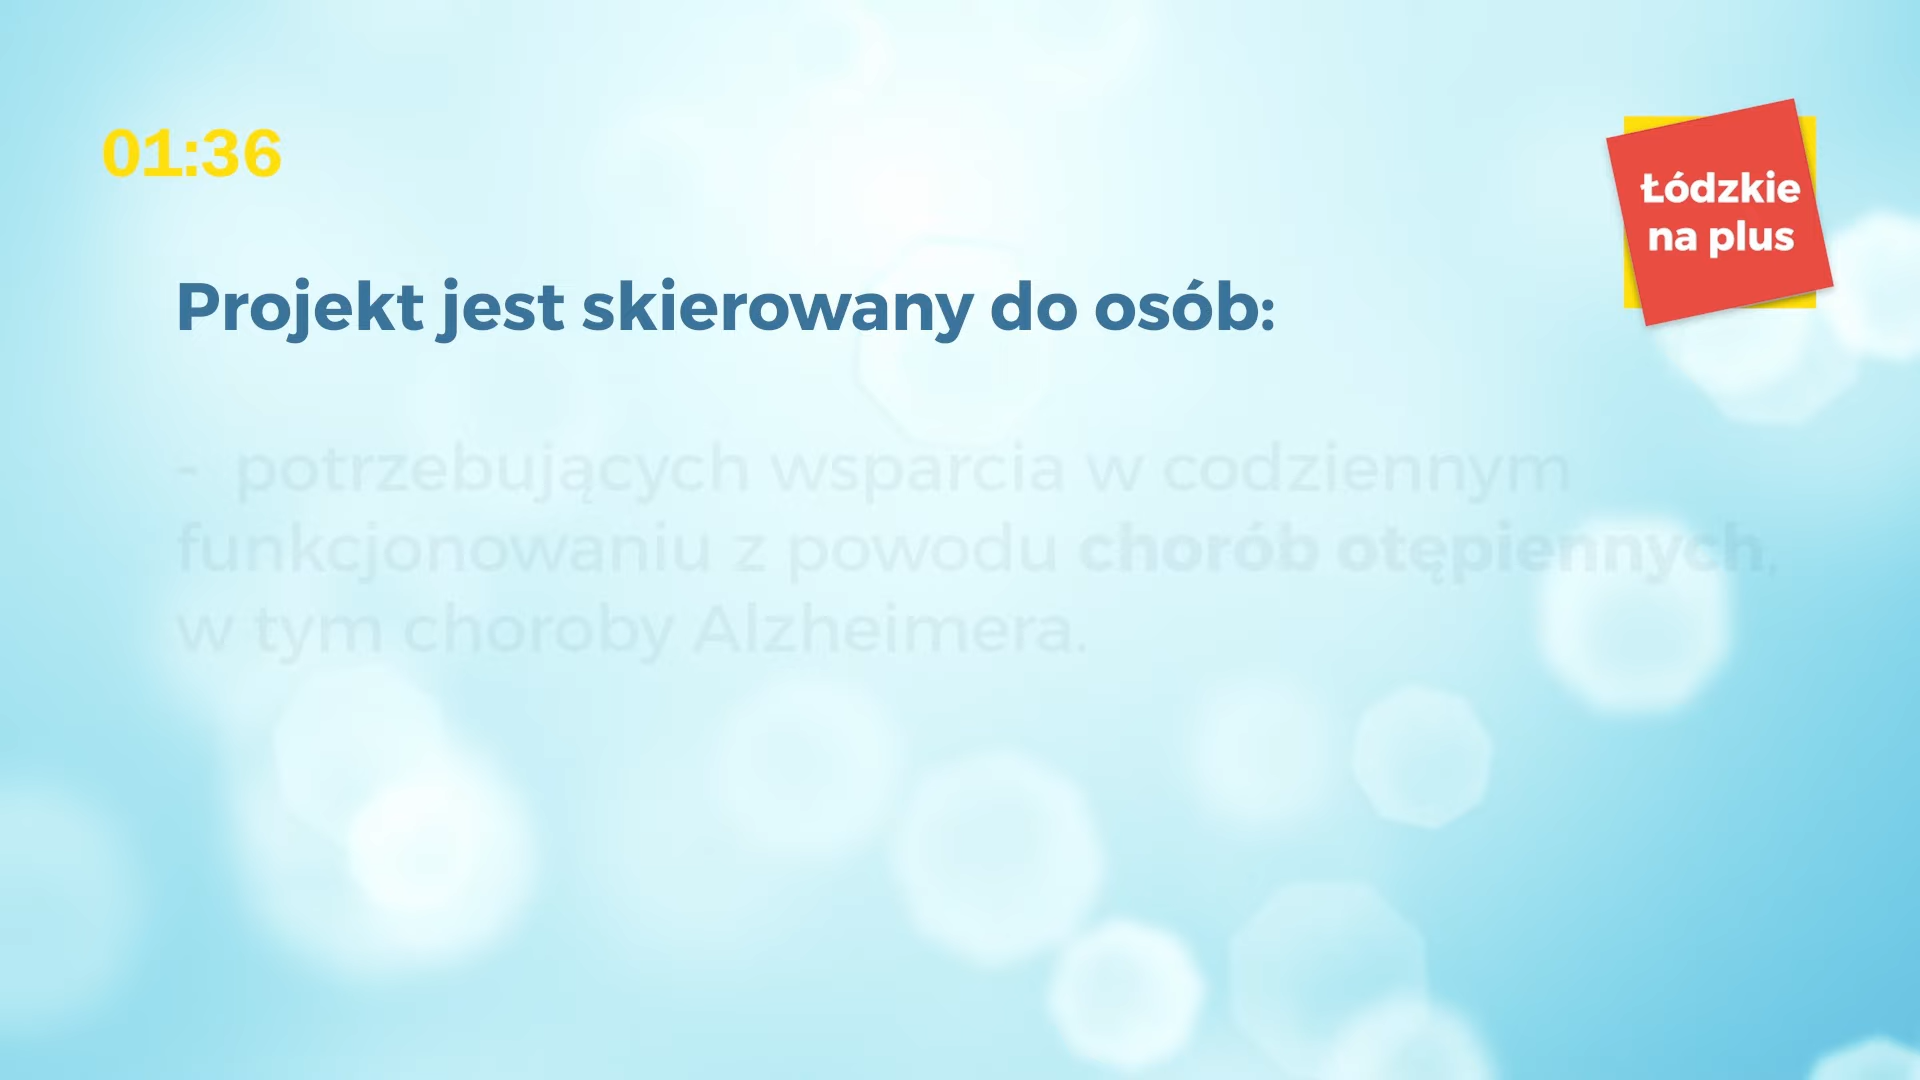 01:36
Łódzkie
na plus
Projekt jest skierowany do osób:
- potrzebujących wsparcia w codziennym
funkcjonowaniu z powodu chorób otępiennych,
w tym choroby Alzheimera.